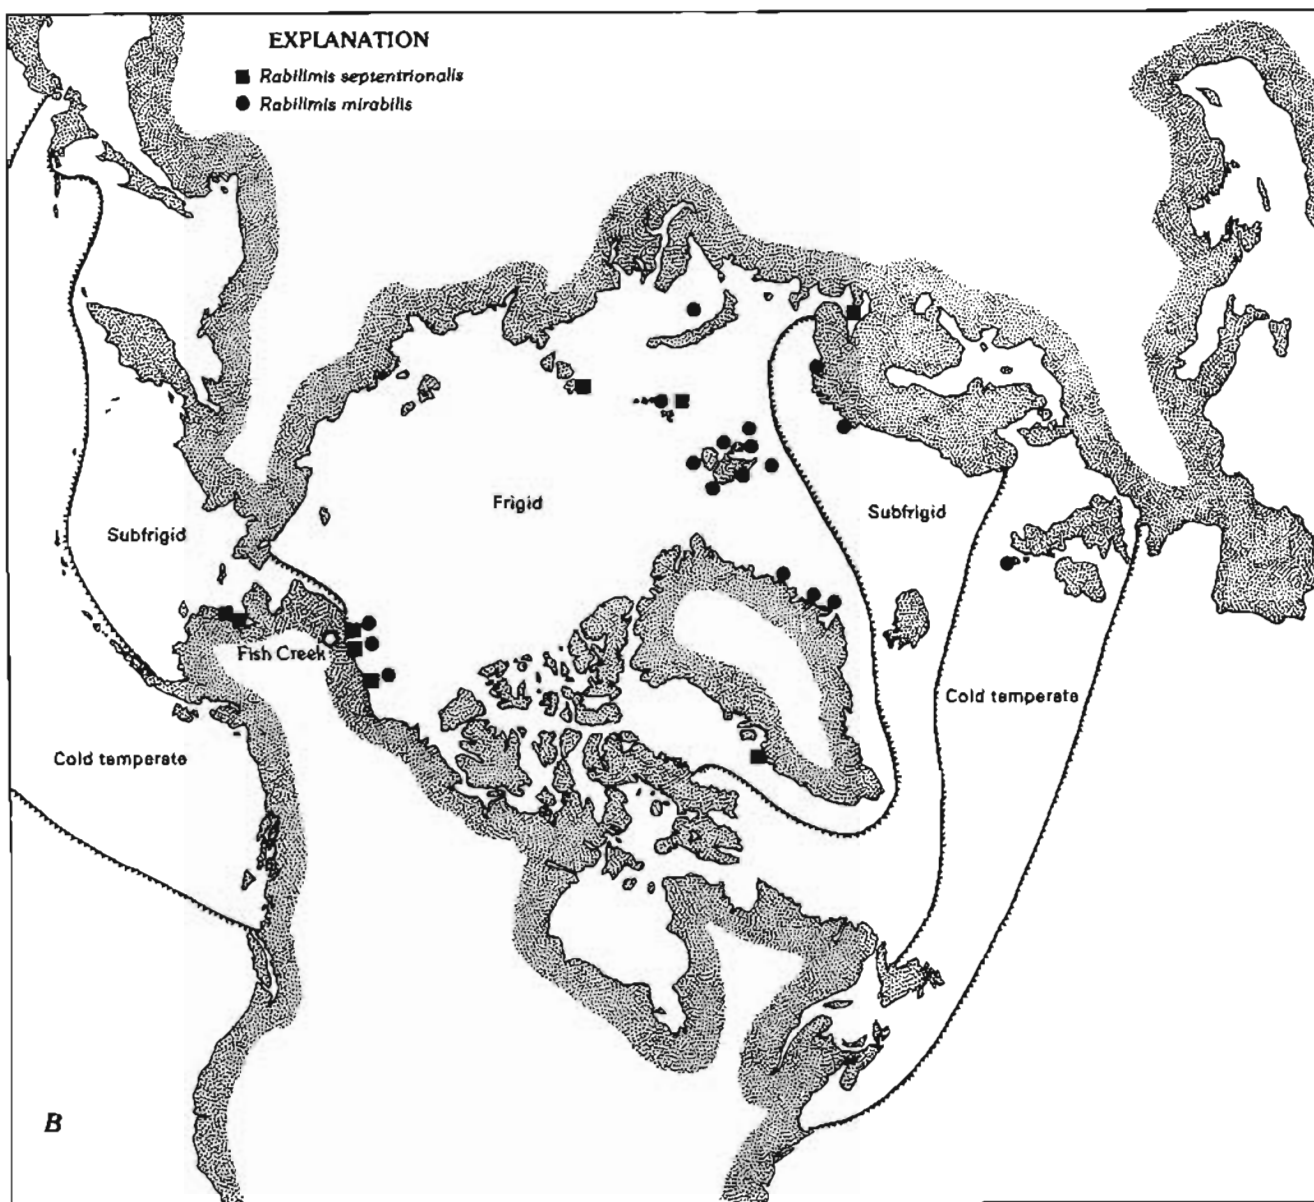 EXPLANATION
Rabilimis septentrionalis
Rabilimis mirabilis
Frigid
Subfrigid
Subfrigid
Fish Creek
Cold temperate
Cold temperate
B